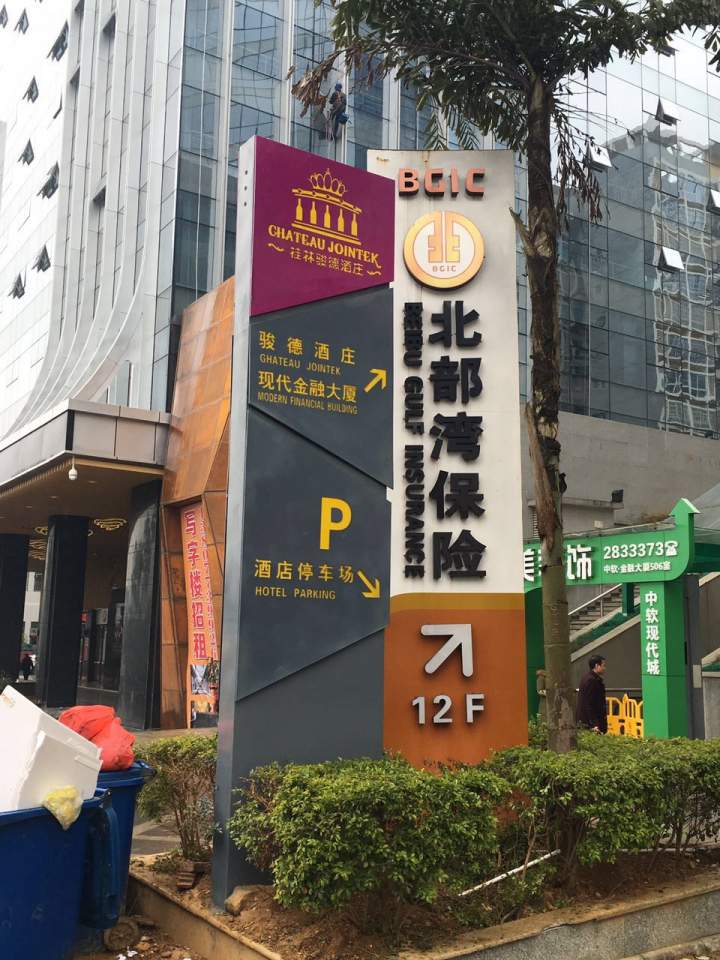 CHATEAU JOINTEK
桂林骏德酒庄
骏德酒庄
GHATEAU JOINTEK
现代金融大厦
MODERN FINANCIAL BUILDING
P
酒店停车场
HOTEL PARKING
BGIC
BGIC
北部湾保险
BEIBU GULF INSURANCE
12F
写字楼招租
美
饰
2833373
中软·金融大厦506室
中软现代城